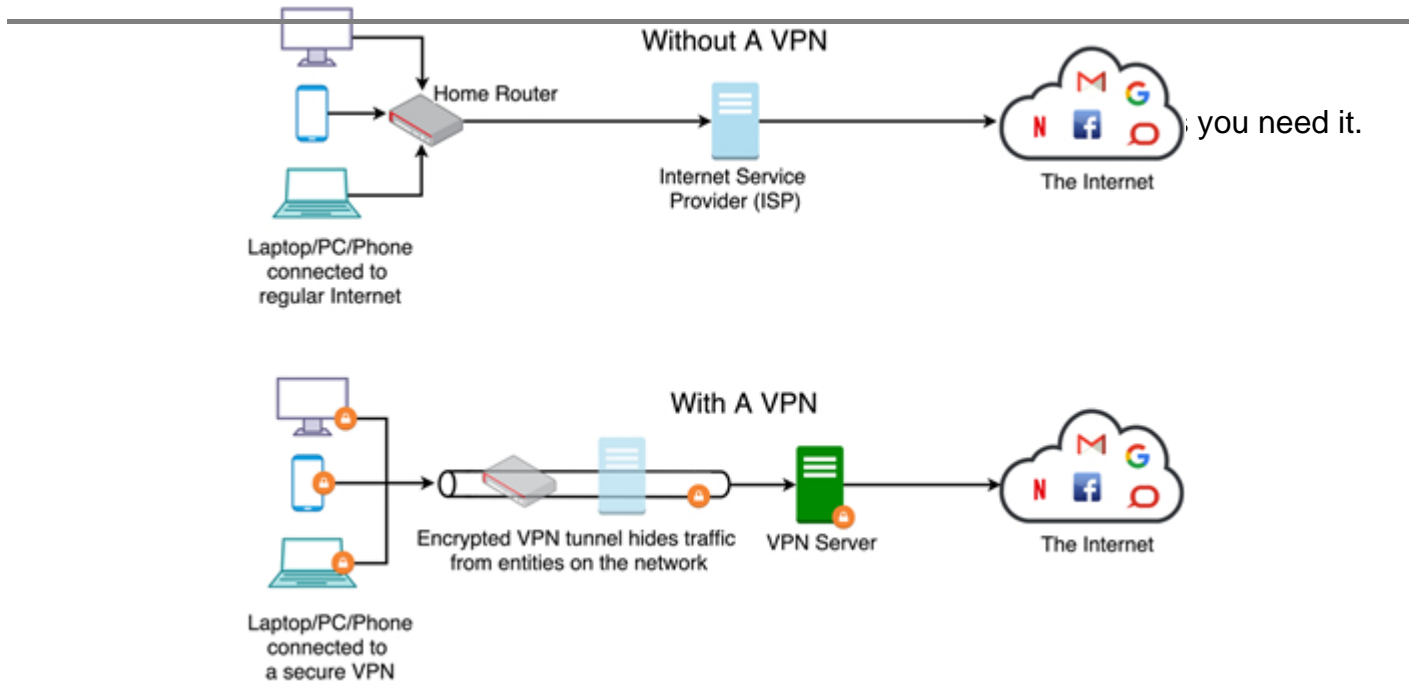 Without A VPN
Home Router
s you need it.
Internet Service
Provider (ISP)
The Internet
Laptop/PC/Phone
connected to
regular Internet
With A VPN
Encrypted VPN tunnel hides traffic
from entities on the network
VPN Server
The Internet
Laptop/PC/Phone
connected to
a secure VPN